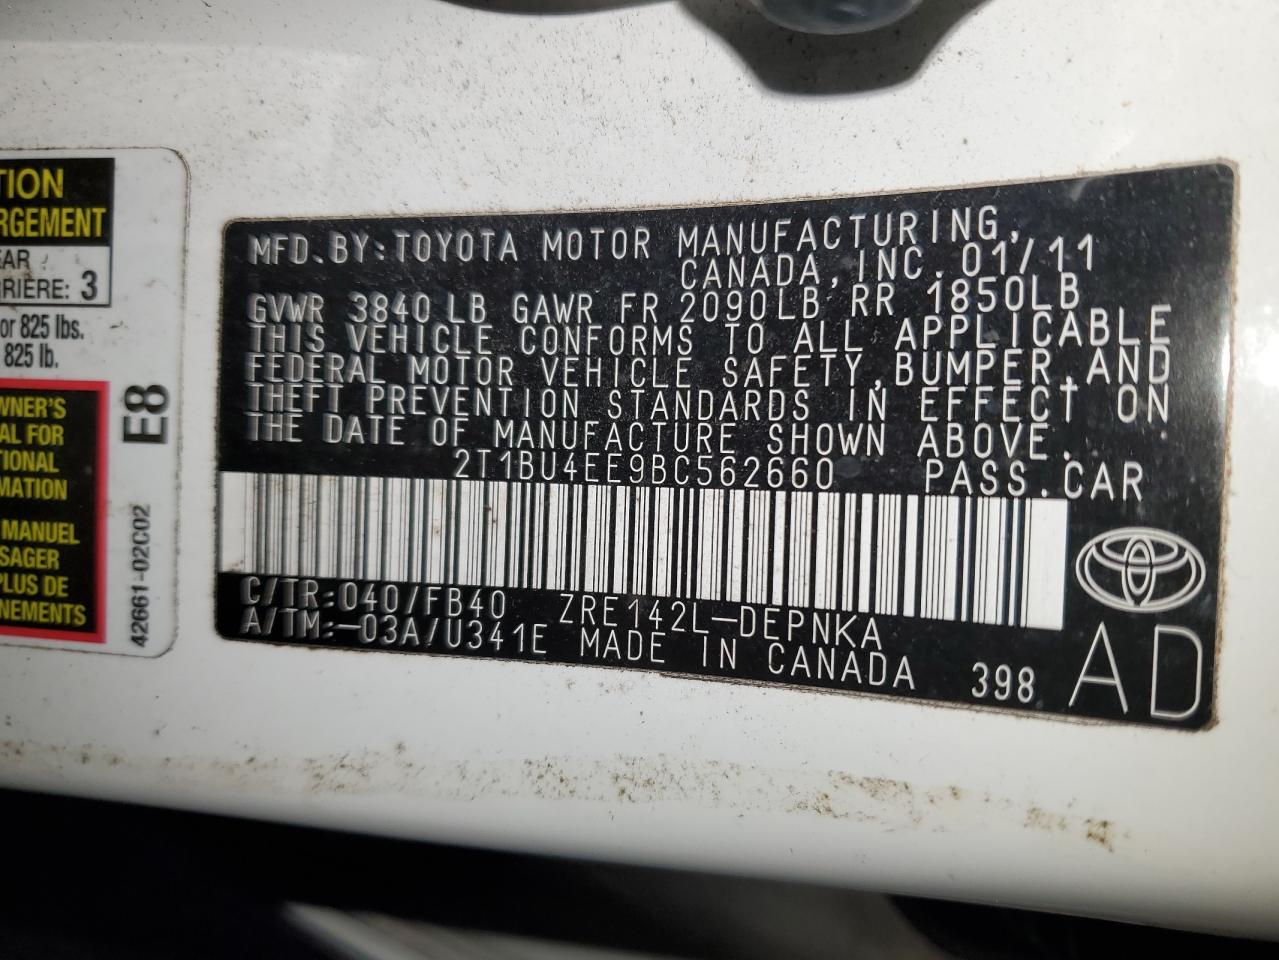 TION
RGEMENT
EAR
RRIÈRE: 3
or 825 lbs.
825 lb.
WNER'S
AL FOR
TIONAL
MATION
MANUEL
SAGER
PLUS DE
NEMENTS
E8
42661-02C02
MFD.BY:TOYOTA MOTOR MANUFACTURING,
CANADA,INC.01/11
GVWR 3840LB GAWR FR 2090LB RR 1850LB
THIS VEHICLE CONFORMS TO ALL APPLICABLE
FEDERAL MOTOR VEHICLE SAFETY,BUMPER,AND
THEFT PREVENTION STANDARDS IN EFFECT ON
THE DATE OF MANUFACTURE SHOWN ABOVE.
2T1BU4EE9BC562660 PASS.CAR
C/TR:040/FB40 ZRE142L-DEPNKA
A/TM:-03A/U341E MADE IN CANADA 398 AD